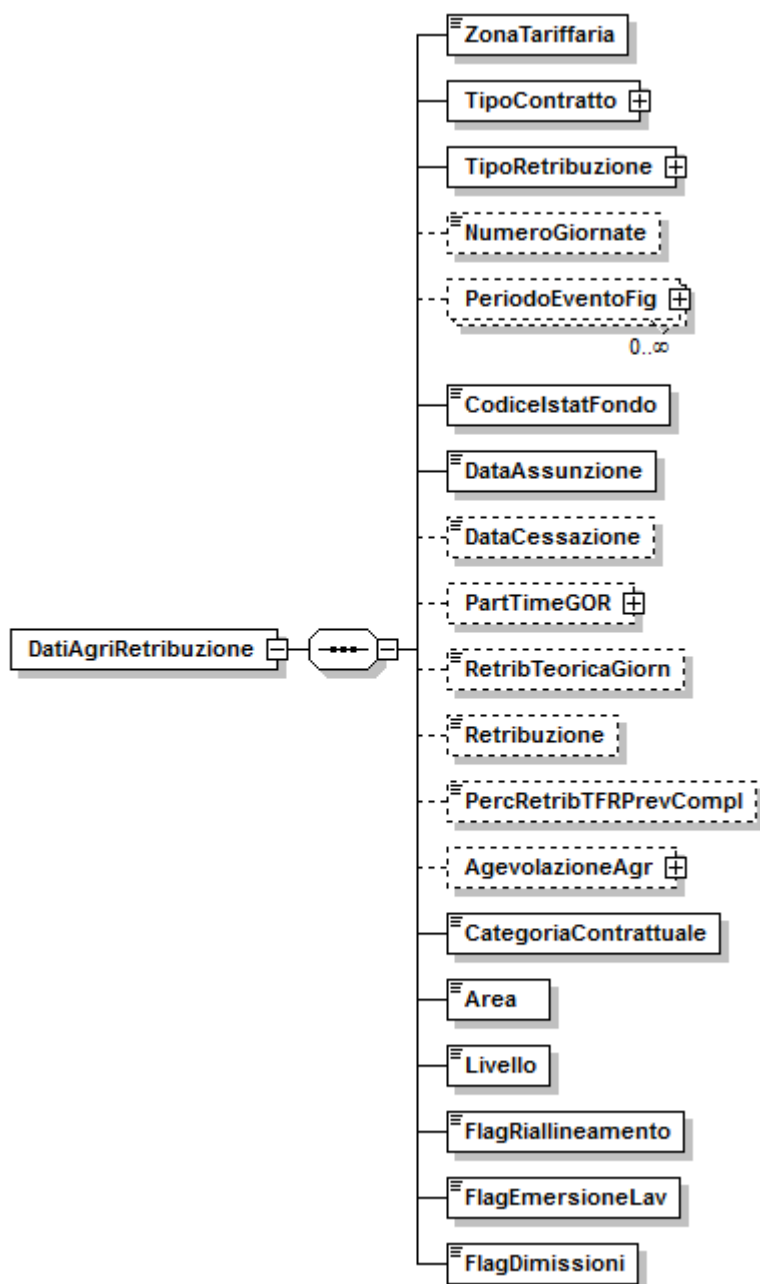 ZonaTariffaria
TipoContratto
TipoRetribuzione
NumeroGiornate
PeriodoEventoFig
0..∞
CodiceIstatFondo
DataAssunzione
DataCessazione
PartTimeGOR
DatiAgriRetribuzione
RetribTeoricaGiorn
Retribuzione
PercRetribTFRPrevCompl
AgevolazioneAgr
CategoriaContrattuale
Area
Livello
FlagRiallineamento
FlagEmersioneLav
FlagDimissioni